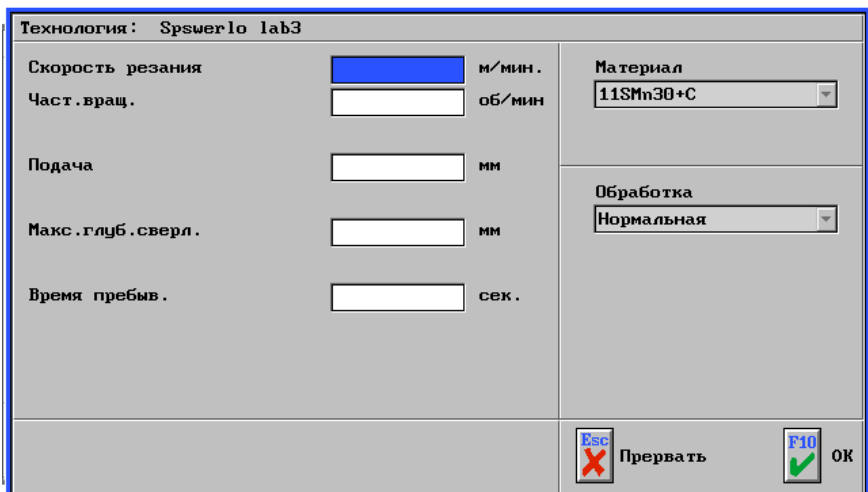 Технология: Spswerlo lab3
Скорость резания м/мин.
Част.вращ. об/мин
Подача мм
Макс.глуб.сверл. мм
Время пребыв. сек.
Материал
11SMn30+C
Обработка
Нормальная
Esc Прервать
F10 ОК